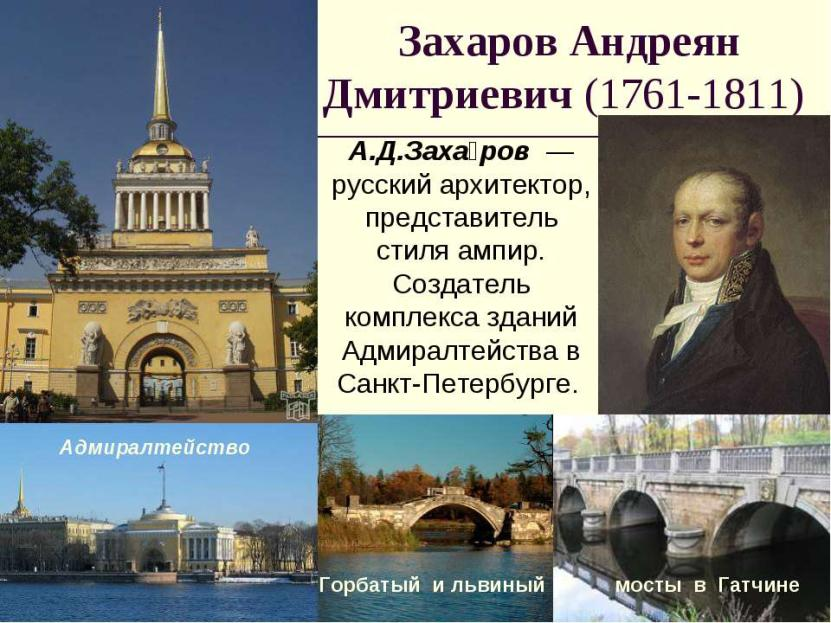 Захаров Андреян
Дмитриевич (1761-1811)
А.Д.Заха́ров —
русский архитектор,
представитель
стиля ампир.
Создатель
комплекса зданий
Адмиралтейства в
Санкт-Петербурге.
Адмиралтейство
Горбатый и львиный мосты в Гатчине